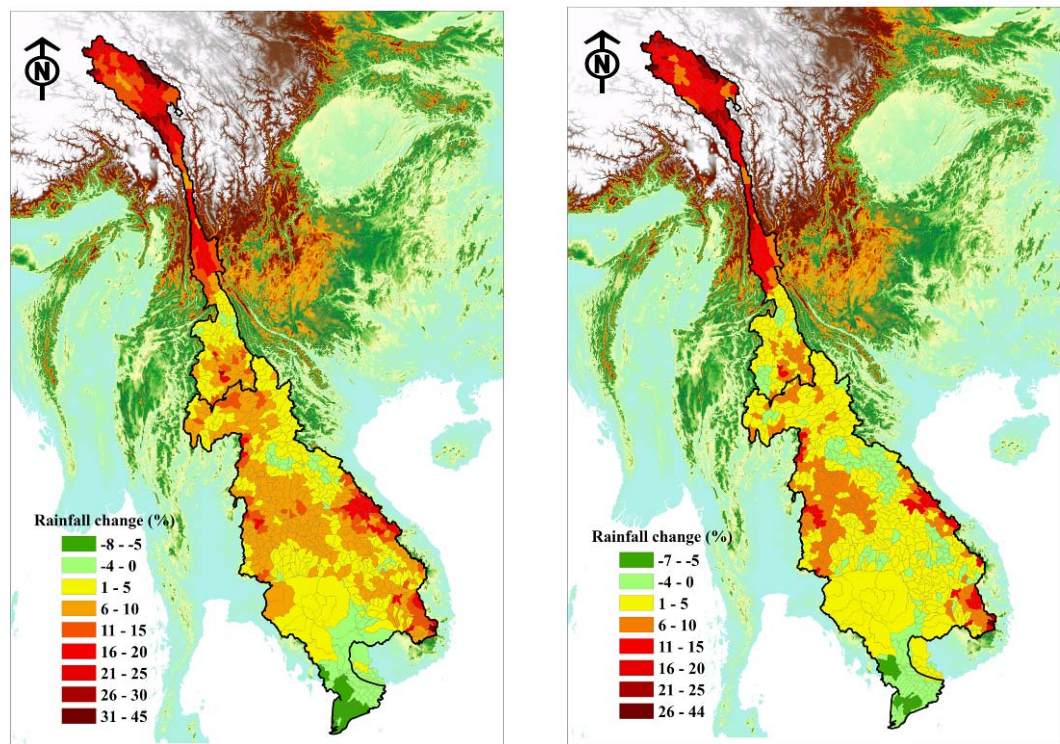 N
Rainfall change (%)
-8 - -5
-4 - 0
1 - 5
6 - 10
11 - 15
16 - 20
21 - 25
26 - 30
31 - 45
N
Rainfall change (%)
-7 - -5
-4 - 0
1 - 5
6 - 10
11 - 15
16 - 20
21 - 25
26 - 44